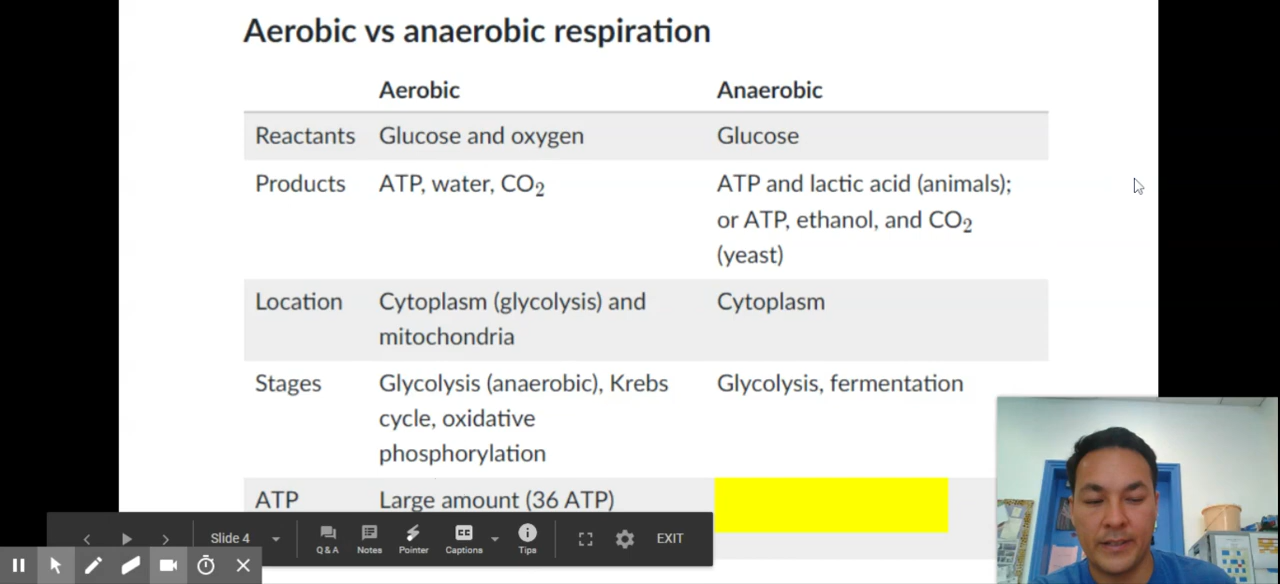 Aerobic vs anaerobic respiration
Aerobic Anaerobic
Reactants Glucose and oxygen Glucose
Products ATP, water, CO₂ ATP and lactic acid (animals);
or ATP, ethanol, and CO₂
(yeast)
Location Cytoplasm (glycolysis) and Cytoplasm
mitochondria
Stages Glycolysis (anaerobic), Krebs Glycolysis, fermentation
cycle, oxidative
phosphorylation
ATP Large amount (36 ATP)
Slide 4 Q&A Notes Pointer CC Captions Tips EXIT